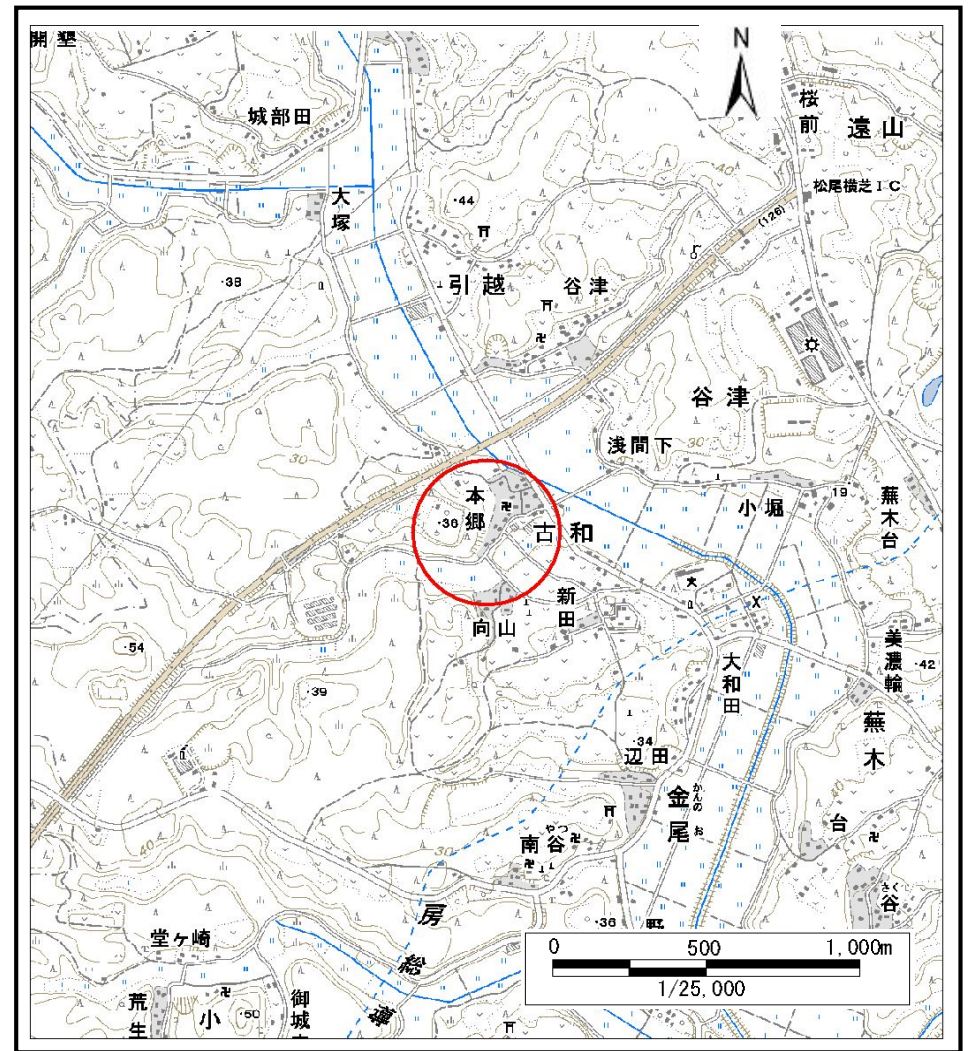 開墾
N
城部田
桜前
遠山
大塚
松尾横芝IC
(126)
・44
40
引越
谷津
・38
谷津
浅間下
30
30
本郷
・36
小堀
19
蕪木台
古和
新田
向山
・54
・39
大和田
美濃輪
・42
蕪木
・34
辺田
金尾
かんのお
40
台
やつ
南谷
30
40
さく
谷
房総導
・36
堂ヶ崎
荒生
小
・50
御城
0 500 1,000m
1/25,000